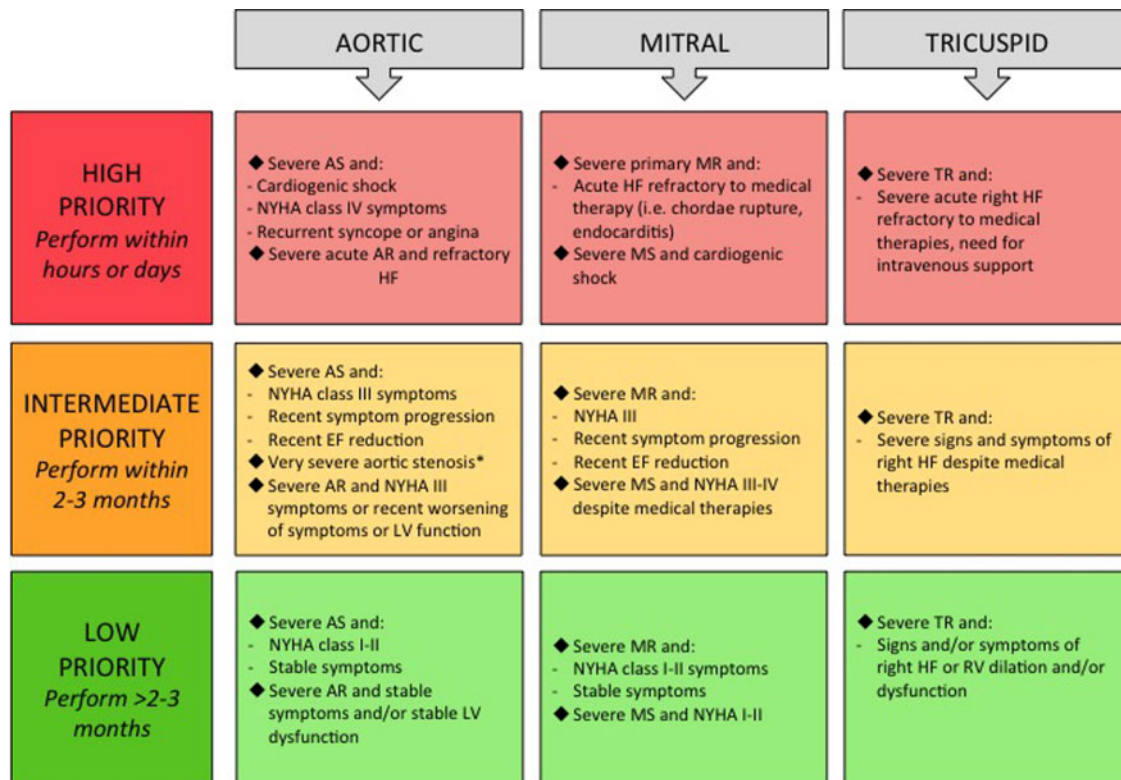 AORTIC
MITRAL
TRICUSPID
HIGH
PRIORITY
Perform within
hours or days
◆ Severe AS and:
- Cardiogenic shock
- NYHA class IV symptoms
- Recurrent syncope or angina
◆ Severe acute AR and refractory
HF
◆ Severe primary MR and:
- Acute HF refractory to medical
therapy (i.e. chordae rupture,
endocarditis)
◆ Severe MS and cardiogenic
shock
◆ Severe TR and:
- Severe acute right HF
refractory to medical
therapies, need for
intravenous support
INTERMEDIATE
PRIORITY
Perform within
2-3 months
◆ Severe AS and:
- NYHA class III symptoms
- Recent symptom progression
- Recent EF reduction
◆ Very severe aortic stenosis*
◆ Severe AR and NYHA III
symptoms or recent worsening
of symptoms or LV function
◆ Severe MR and:
- NYHA III
- Recent symptom progression
- Recent EF reduction
◆ Severe MS and NYHA III-IV
despite medical therapies
◆ Severe TR and:
- Severe signs and symptoms of
right HF despite medical
therapies
LOW
PRIORITY
Perform >2-3
months
◆ Severe AS and:
- NYHA class I-II
- Stable symptoms
◆ Severe AR and stable
symptoms and/or stable LV
dysfunction
◆ Severe MR and:
- NYHA class I-II symptoms
- Stable symptoms
◆ Severe MS and NYHA I-II
◆ Severe TR and:
- Signs and/or symptoms of
right HF or RV dilation and/or
dysfunction